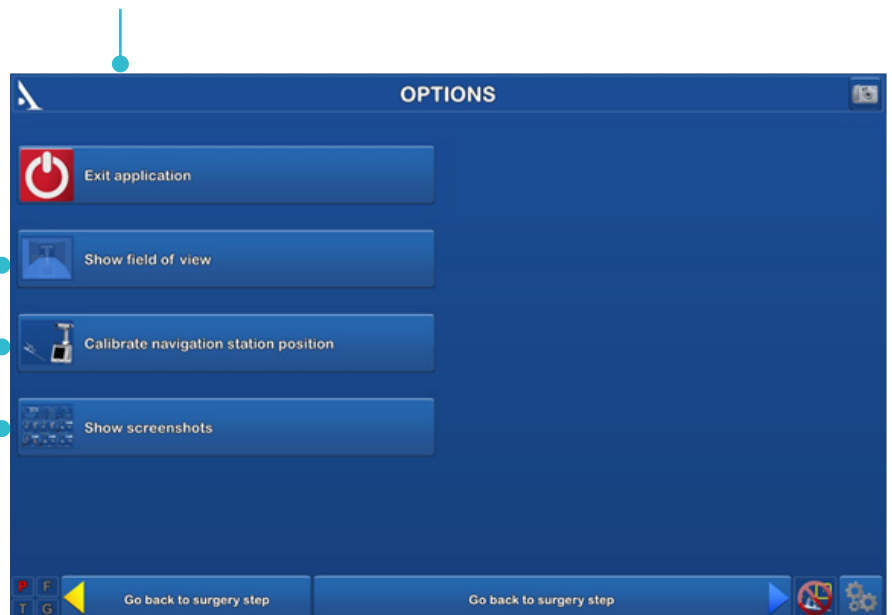 OPTIONS
Exit application
Show field of view
Calibrate navigation station position
Show screenshots
P F
T G
Go back to surgery step
Go back to surgery step